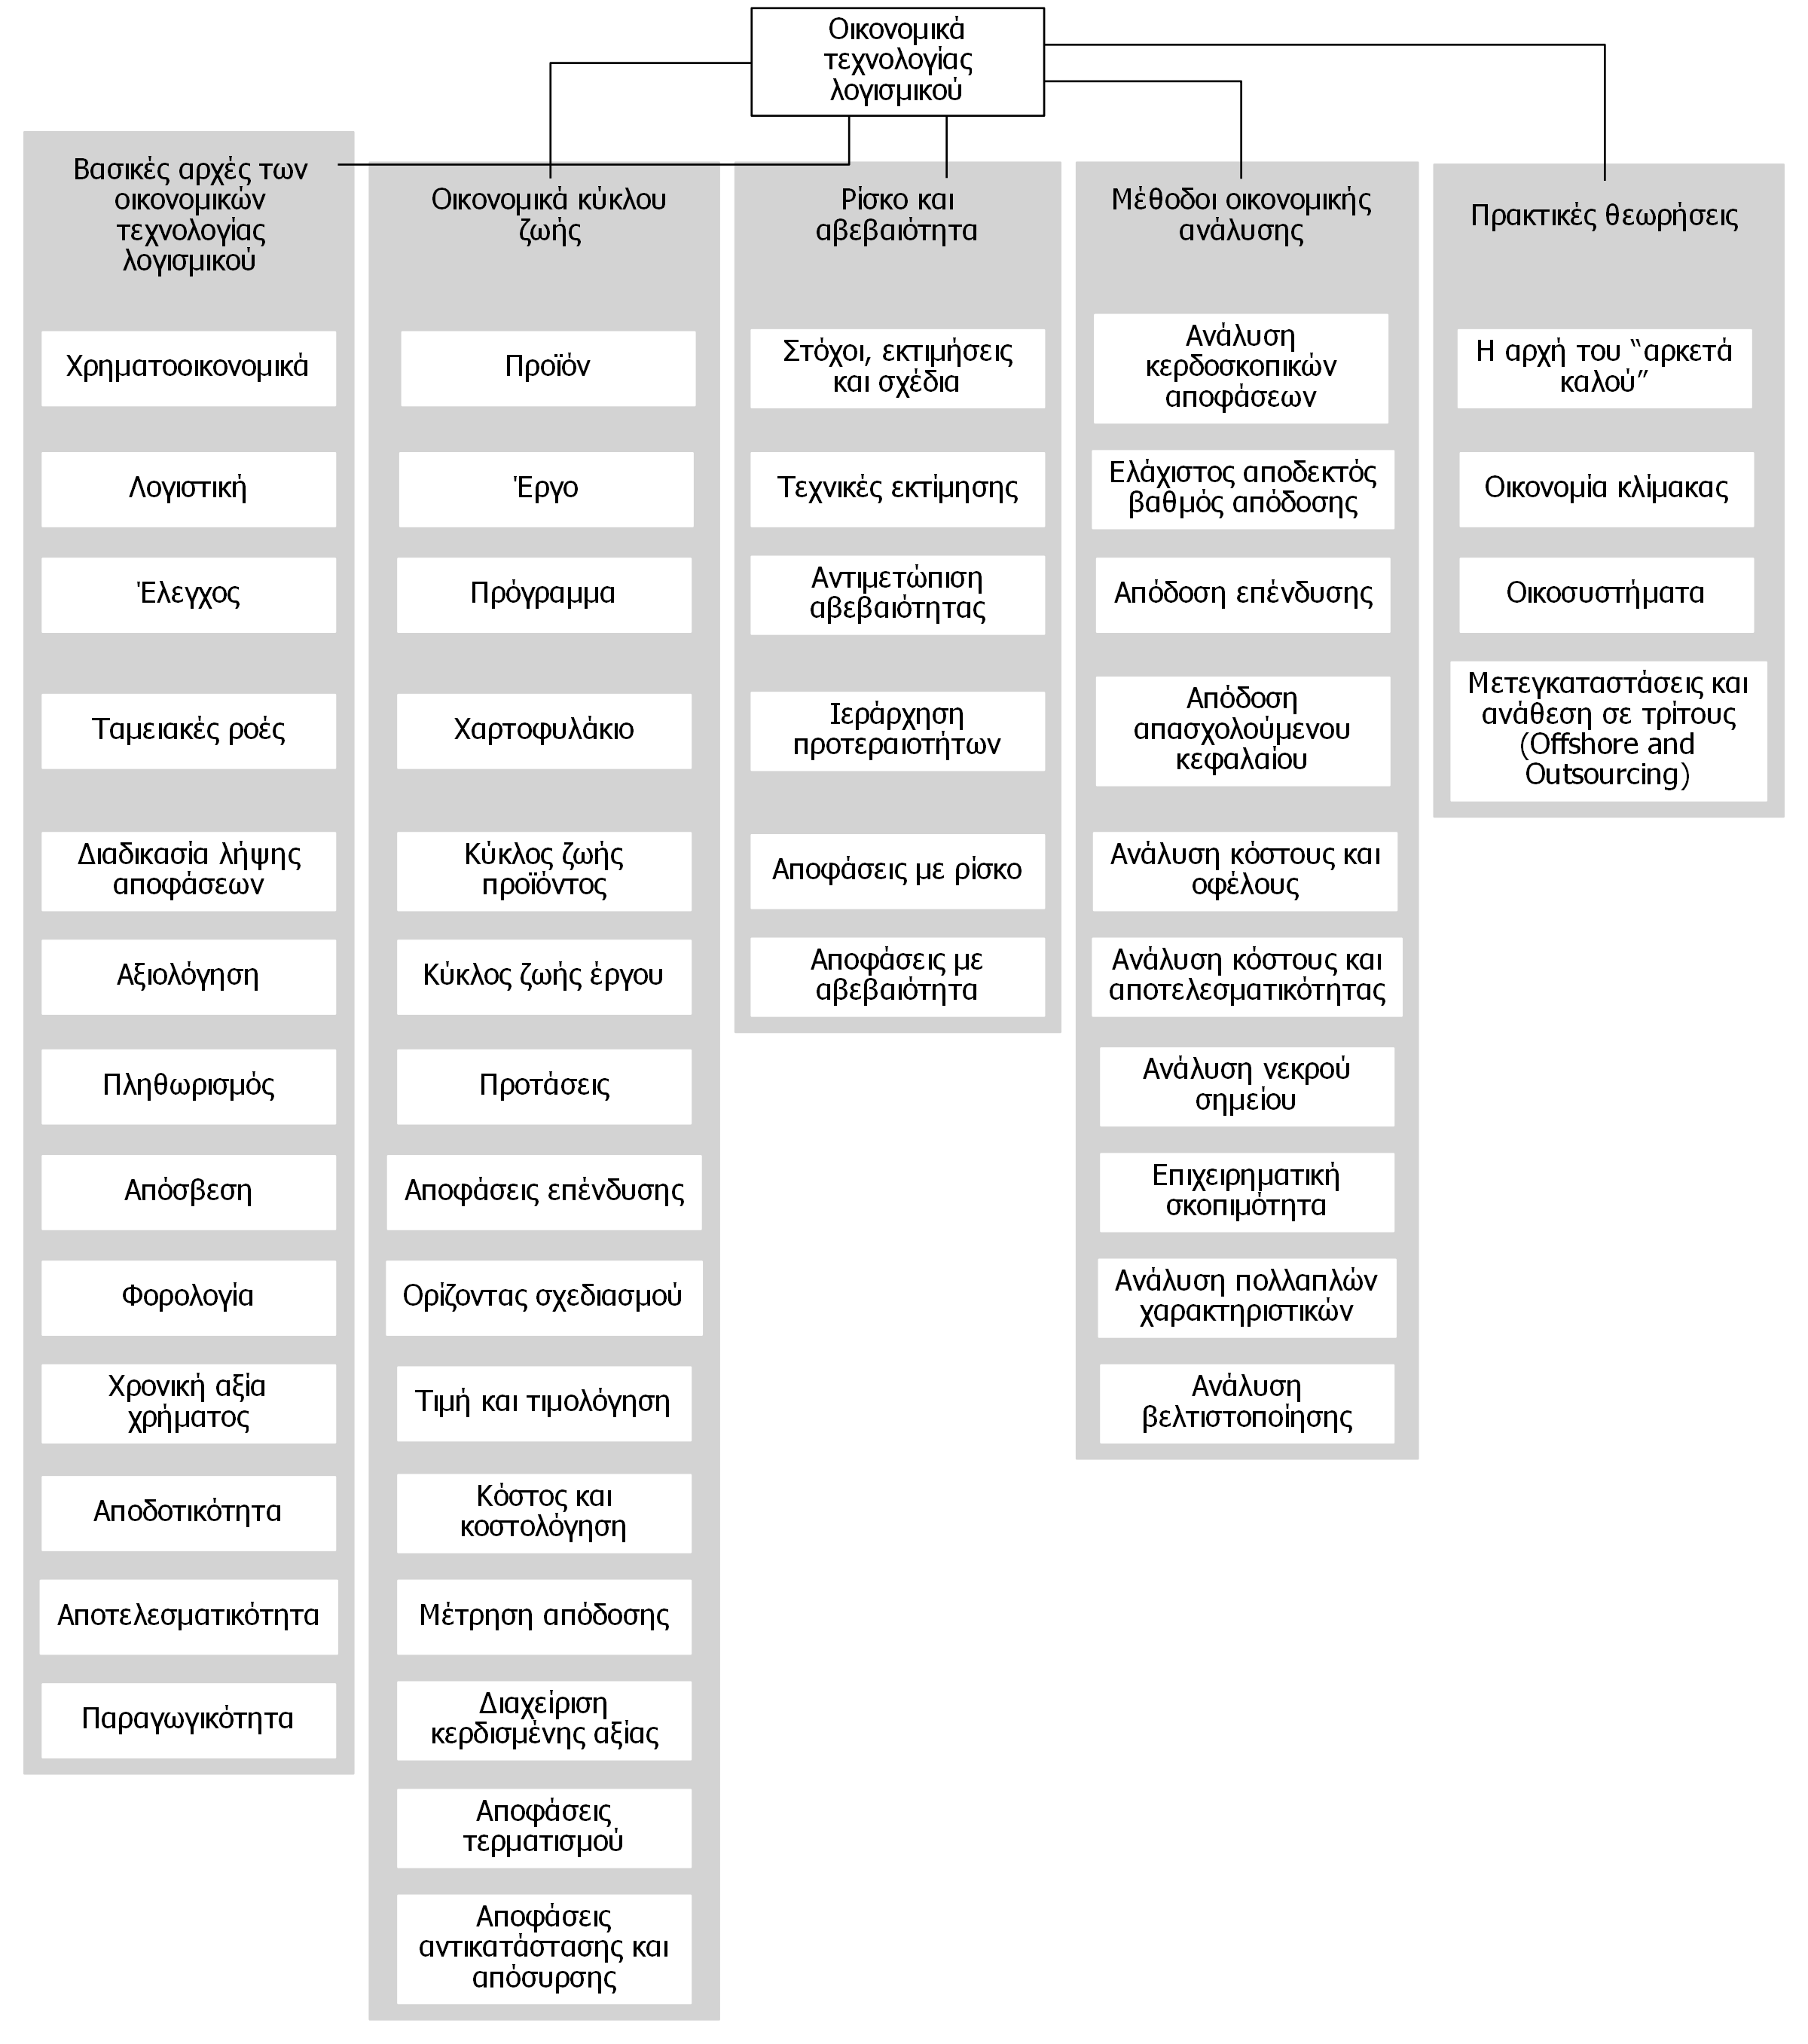 Οικονομικά
τεχνολογίας
λογισμικού
Βασικές αρχές των
οικονομικών
τεχνολογίας
λογισμικού
Χρηματοοικονομικά
Λογιστική
Έλεγχος
Ταμειακές ροές
Διαδικασία λήψης
αποφάσεων
Αξιολόγηση
Πληθωρισμός
Απόσβεση
Φορολογία
Χρονική αξία
χρήματος
Αποδοτικότητα
Αποτελεσματικότητα
Παραγωγικότητα
Οικονομικά κύκλου
ζωής
Προϊόν
Έργο
Πρόγραμμα
Χαρτοφυλάκιο
Κύκλος ζωής
προϊόντος
Κύκλος ζωής έργου
Προτάσεις
Αποφάσεις επένδυσης
Ορίζοντας σχεδιασμού
Τιμή και τιμολόγηση
Κόστος και
κοστολόγηση
Μέτρηση απόδοσης
Διαχείριση
κερδισμένης αξίας
Αποφάσεις
τερματισμού
Αποφάσεις
αντικατάστασης και
απόσυρσης
Ρίσκο και
αβεβαιότητα
Στόχοι, εκτιμήσεις
και σχέδια
Τεχνικές εκτίμησης
Αντιμετώπιση
αβεβαιότητας
Ιεράρχηση
προτεραιοτήτων
Αποφάσεις με ρίσκο
Αποφάσεις με
αβεβαιότητα
Μέθοδοι οικονομικής
ανάλυσης
Ανάλυση
κερδοσκοπικών
αποφάσεων
Ελάχιστος αποδεκτός
βαθμός απόδοσης
Απόδοση επένδυσης
Απόδοση
απασχολούμενου
κεφαλαίου
Ανάλυση κόστους και
οφέλους
Ανάλυση κόστους και
αποτελεσματικότητας
Ανάλυση νεκρού
σημείου
Επιχειρηματική
σκοπιμότητα
Ανάλυση πολλαπλών
χαρακτηριστικών
Ανάλυση
βελτιστοποίησης
Πρακτικές θεωρήσεις
Η αρχή του “αρκετά
καλού”
Οικονομία κλίμακας
Οικοσυστήματα
Μετεγκαταστάσεις και
ανάθεση σε τρίτους
(Offshore and
Outsourcing)